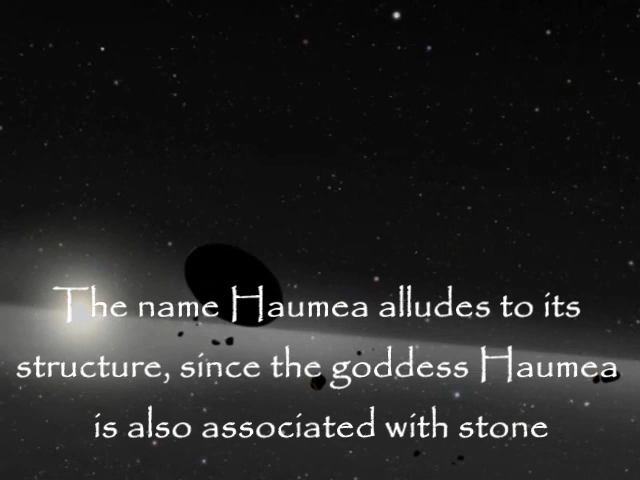 The name Haumea alludes to its
structure, since the goddess Haumea
is also associated with stone